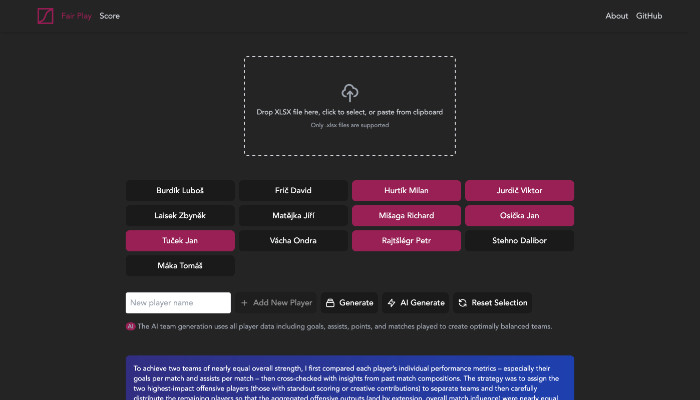 Fair Play Score About GitHub
Drop XLSX file here, click to select, or paste from clipboard
Only .xlsx files are supported
Burdík Luboš Frič David Hurtík Milan Jurdič Viktor
Laisek Zbyněk Matějka Jiří Mišaga Richard Osička Jan
Tuček Jan Vácha Ondra Rajtšlégr Petr Stehno Dalibor
Máka Tomáš
New player name + Add New Player Generate AI Generate Reset Selection
AI The AI team generation uses all player data including goals, assists, points, and matches played to create optimally balanced teams.
To achieve two teams of nearly equal overall strength, I first compared each player's individual performance metrics – especially their
goals per match and assists per match – then cross-checked with insights from past match compositions. The strategy was to assign the
two highest-impact offensive players (those with standout scoring or creative contributions) to separate teams and then carefully
distribute the remaining players so that the aggregated offensive outputs (and by extension, overall match influence) were nearly equal